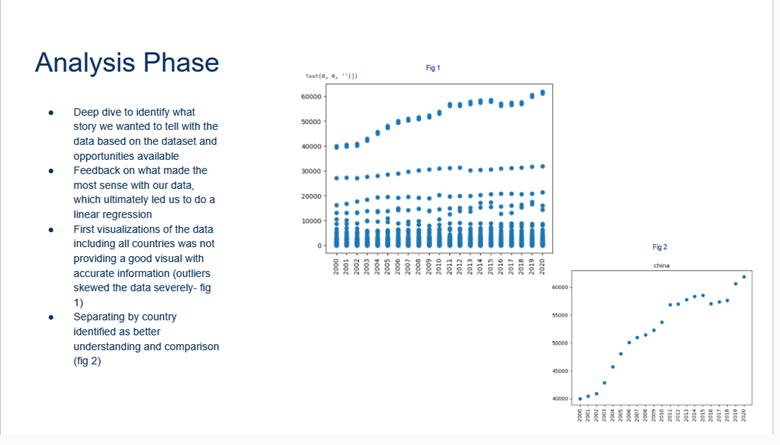 Analysis Phase
● Deep dive to identify what
story we wanted to tell with the
data based on the dataset and
opportunities available
● Feedback on what made the
most sense with our data,
which ultimately led us to do a
linear regression
● First visualizations of the data
including all countries was not
providing a good visual with
accurate information (outliers
skewed the data severely- fig
1)
● Separating by country
identified as better
understanding and comparison
(fig 2)
Fig 1
Text(0, 0, '')])
60000
50000
40000
30000
20000
10000
0
2000 2001 2002 2003 2004 2005 2006 2007 2008 2009 2010 2011 2012 2013 2014 2015 2016 2017 2018 2019 2020
Fig 2
china
60000
55000
50000
45000
40000
2000 2001 2002 2003 2004 2005 2006 2007 2008 2009 2010 2011 2012 2013 2014 2015 2016 2017 2018 2019 2020